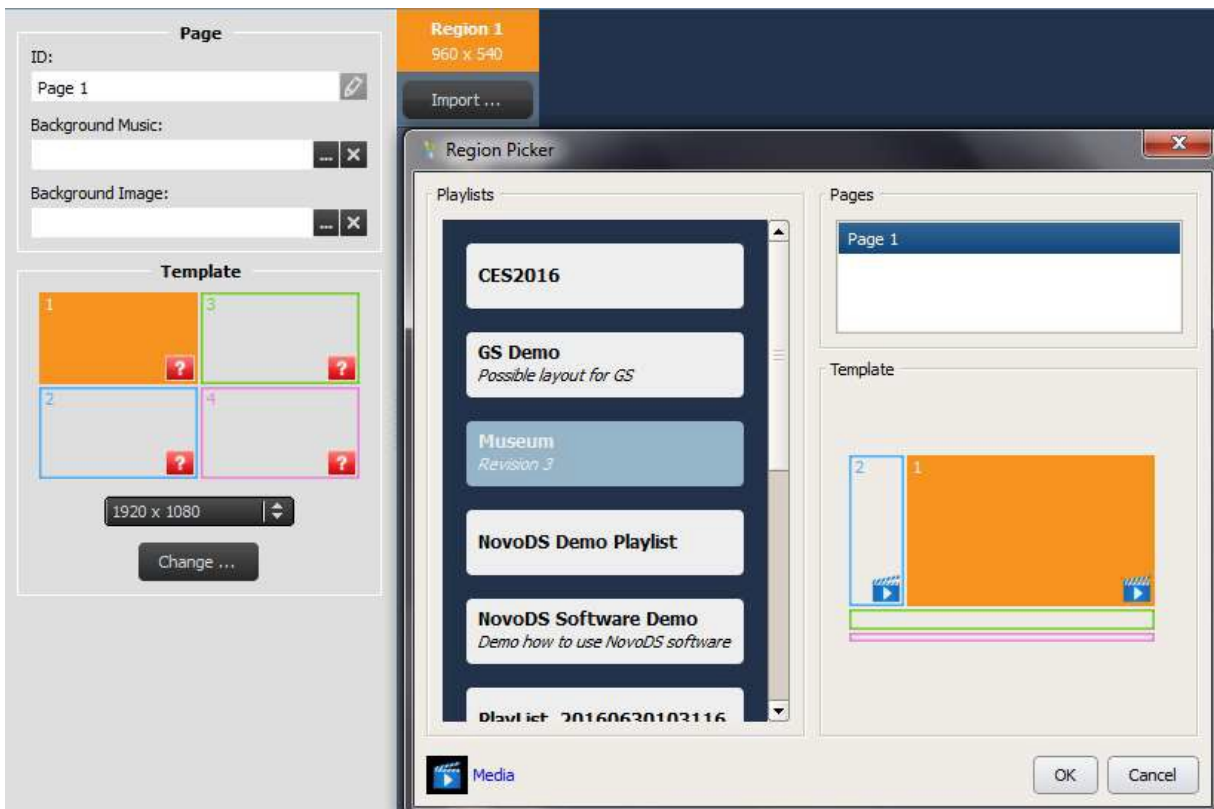 Page
ID:
Page 1
Background Music:
...
Background Image:
...
Template
1
3
?
?
2
4
?
?
1920 x 1080
Change ...
Region 1
960 x 540
Import ...
Region Picker
Playlists
CES2016
GS Demo
Possible layout for GS
Museum
Revision 3
NovoDS Demo Playlist
NovoDS Software Demo
Demo how to use NovoDS software
PlayList_20160630103116
Media
Pages
Page 1
Template
2
1
OK
Cancel